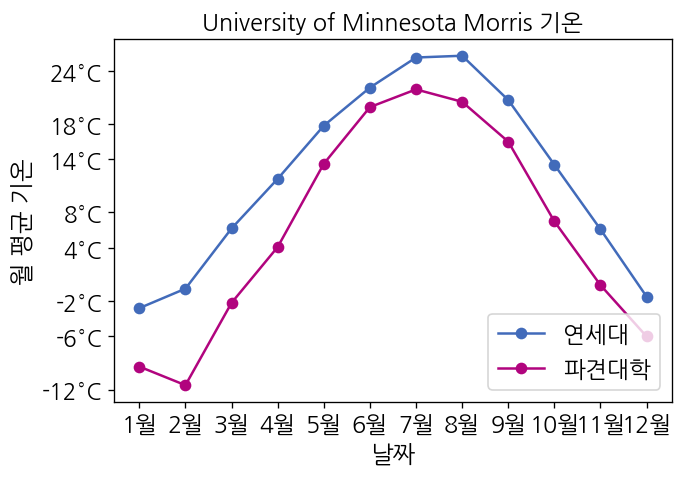 University of Minnesota Morris 기온
월 평균 기온
24˚C
18˚C
14˚C
8˚C
4˚C
-2˚C
-6˚C
-12˚C
연세대
파견대학
1월 2월 3월 4월 5월 6월 7월 8월 9월 10월 11월 12월
날짜